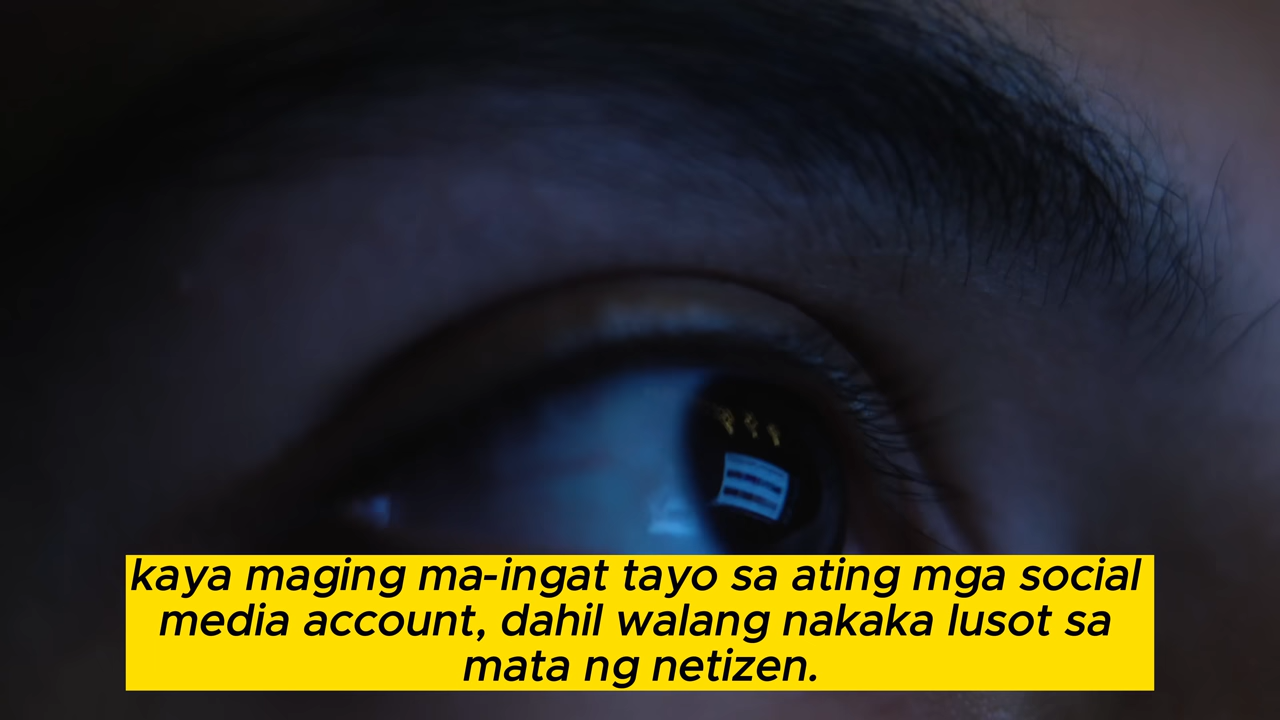 kaya maging ma-ingat tayo sa ating mga social
media account, dahil walang nakaka lusot sa
mata ng netizen.